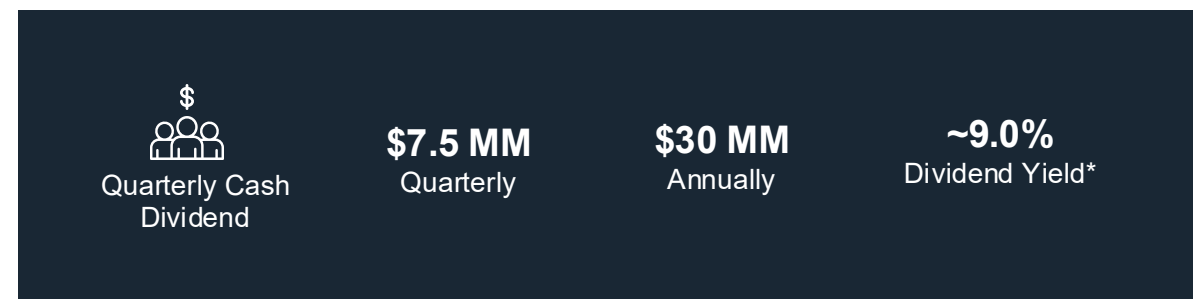 $
Quarterly Cash
Dividend
$7.5 MM
Quarterly
$30 MM
Annually
~9.0%
Dividend Yield*